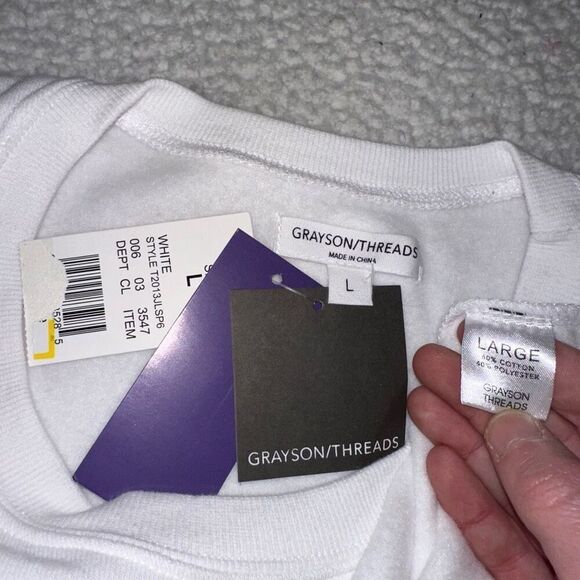 WHITE
STYLE T2013JLSP6
006 03 3547
DEPT CL ITEM
L
GRAYSON/THREADS
MADE IN CHINA
L
GRAYSON/THREADS
LARGE
60% COTTON
40% POLYESTER
GRAYSON
THREADS